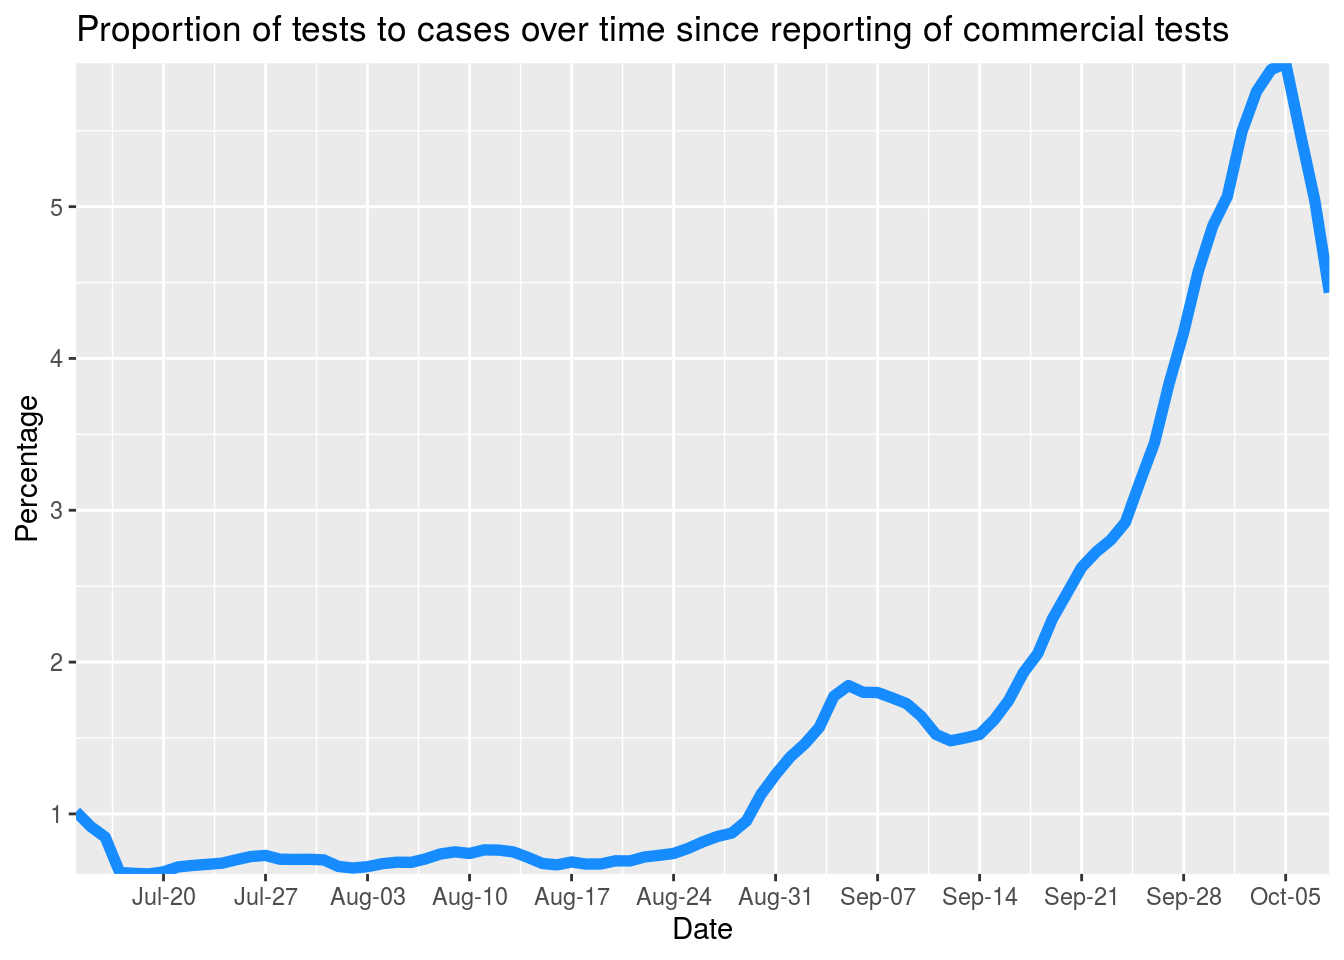 Proportion of tests to cases over time since reporting of commercial tests
Percentage
5
4
3
2
1
Jul-20 Jul-27 Aug-03 Aug-10 Aug-17 Aug-24 Aug-31 Sep-07 Sep-14 Sep-21 Sep-28 Oct-05
Date